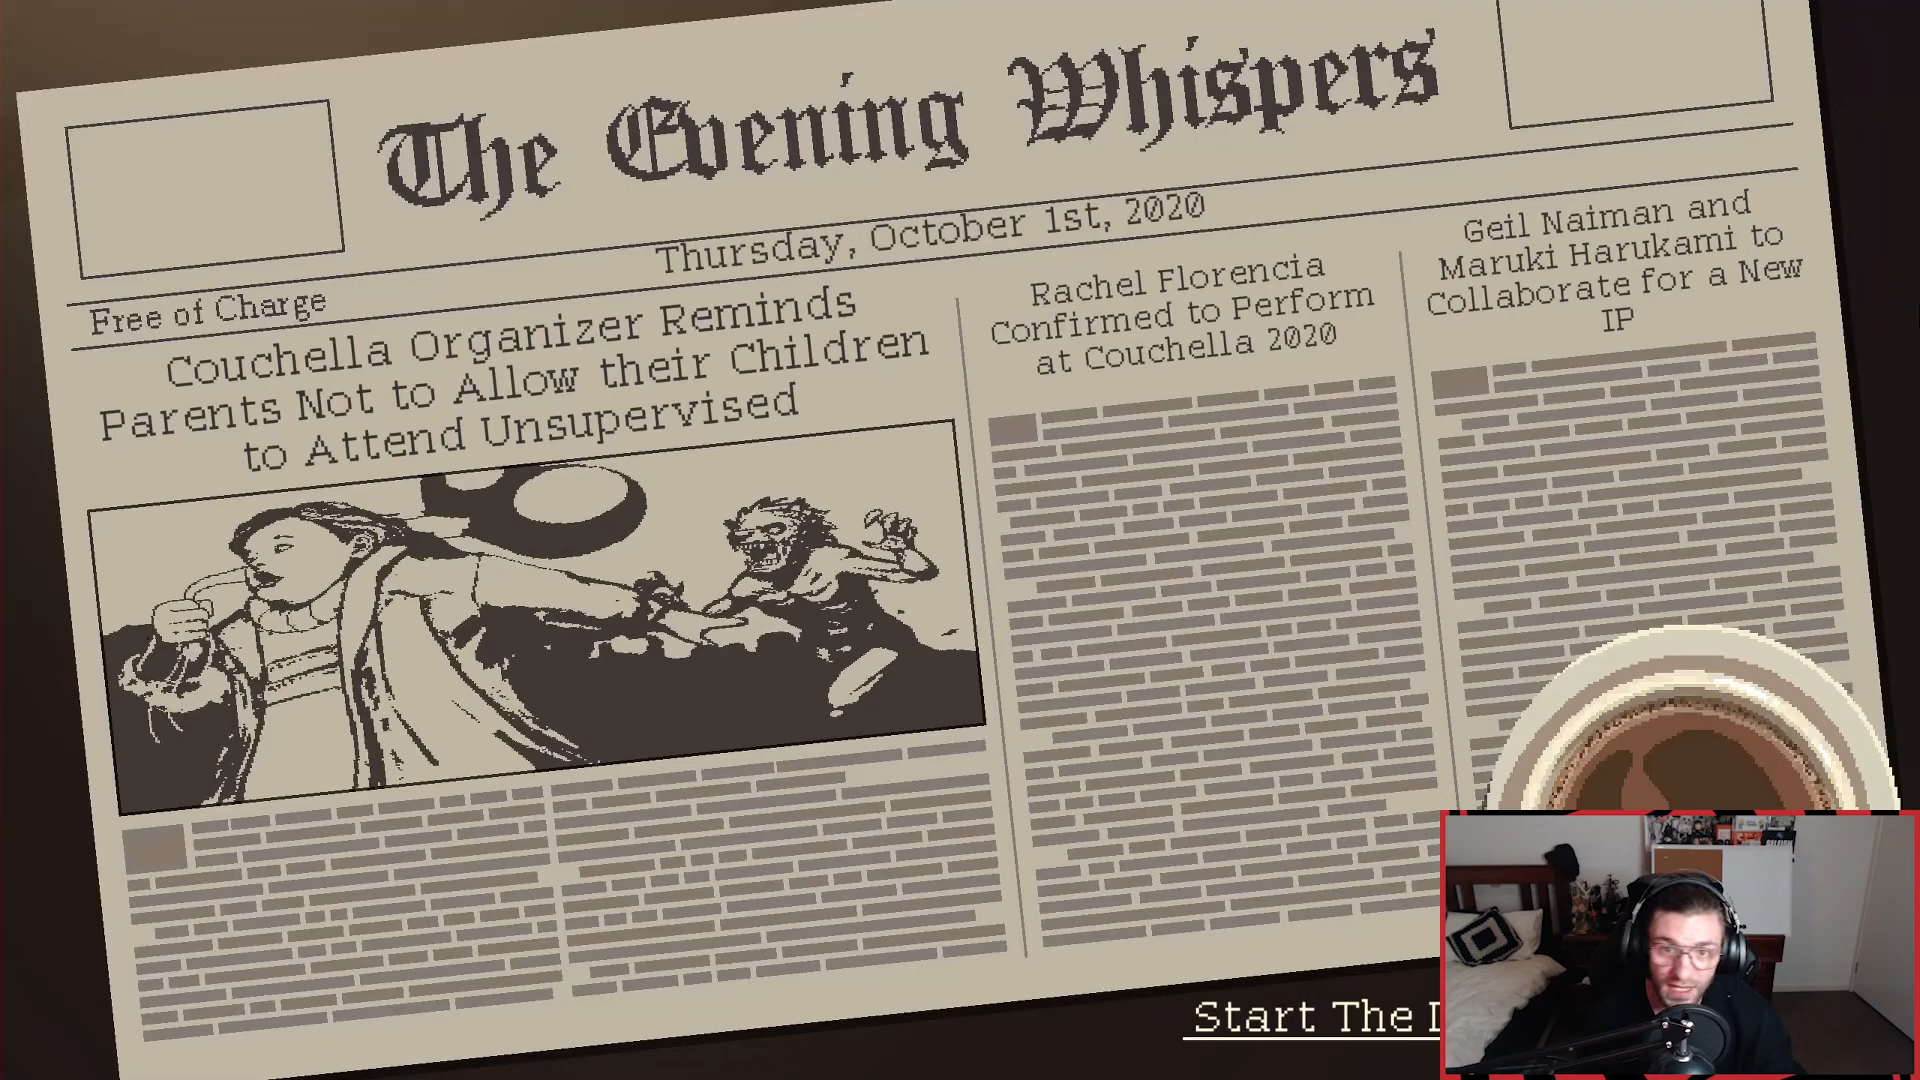 The Evening Whispers
Thursday, October 1st, 2020
Free of Charge
Couchella Organizer Reminds
Parents Not to Allow their Children
to Attend Unsupervised
Rachel Florencia
Confirmed to Perform
at Couchella 2020
Geil Naiman and
Maruki Harukami to
Collaborate for a New
IP
Start The